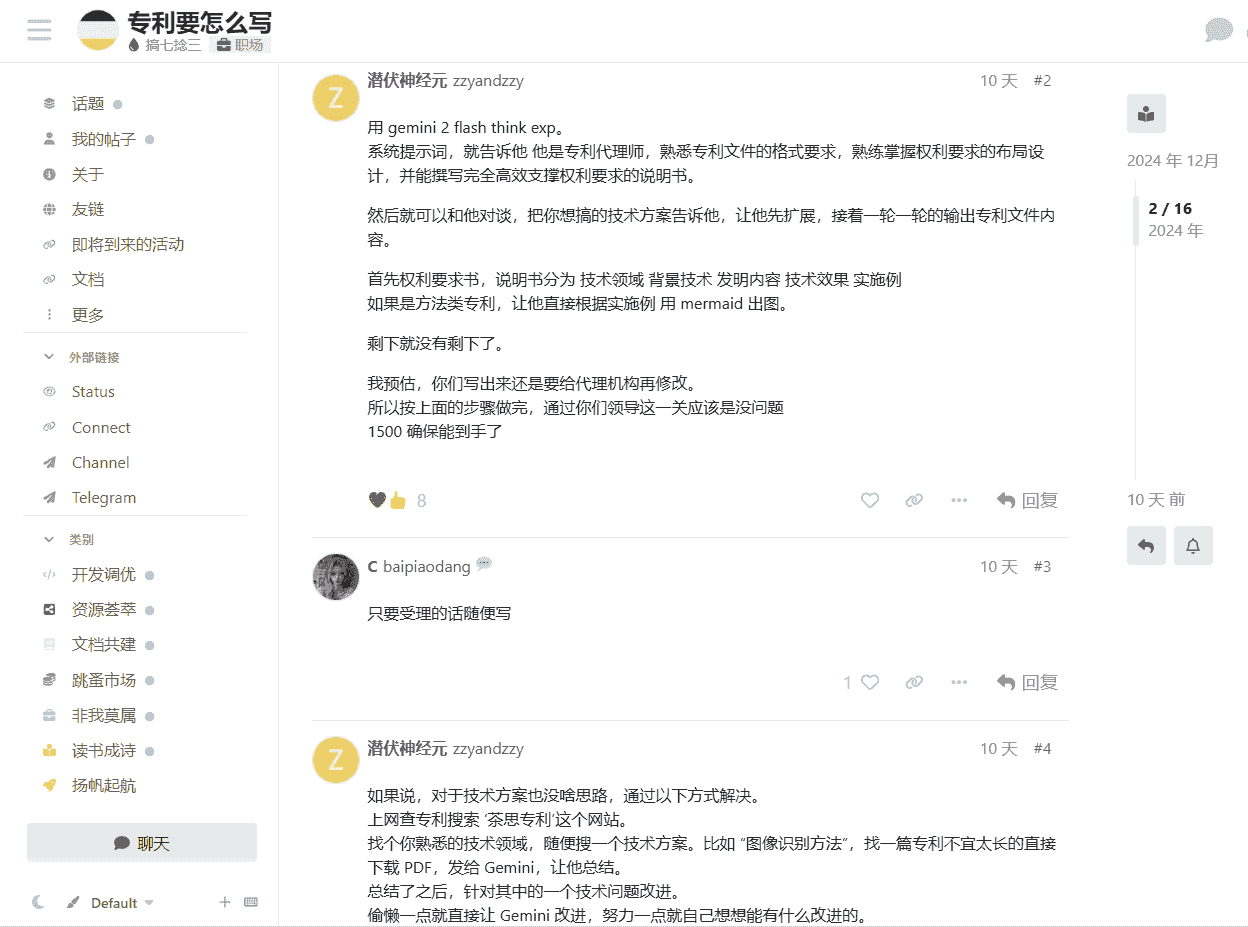 专利要怎么写
搞七捻三 职场
话题
我的帖子
关于
友链
即将到来的活动
文档
更多
外部链接
Status
Connect
Channel
Telegram
类别
开发调优
资源荟萃
文档共建
跳蚤市场
非我莫属
读书成诗
扬帆起航
聊天
Default
Z
潜伏神经元 zzyandzzy
10 天 #2
用 gemini 2 flash think exp。
系统提示词，就告诉他 他是专利代理师，熟悉专利文件的格式要求，熟练掌握权利要求的布局设
计，并能撰写完全高效支撑权利要求的说明书。
然后就可以和他对谈，把你想搞的技术方案告诉他，让他先扩展，接着一轮一轮的输出专利文件内
容。
首先权利要求书，说明书分为 技术领域 背景技术 发明内容 技术效果 实施例
如果是方法类专利，让他直接根据实施例 用 mermaid 出图。
剩下就没有剩下了。
我预估，你们写出来还是要给代理机构再修改。
所以按上面的步骤做完，通过你们领导这一关应该是没问题
1500 确保能到手了
8
回复
C baipiaodang
10 天 #3
只要受理的话随便写
1
回复
Z
潜伏神经元 zzyandzzy
10 天 #4
如果说，对于技术方案也没啥思路，通过以下方式解决。
上网查专利搜索 ‘茶思专利’这个网站。
找个你熟悉的技术领域，随便搜一个技术方案。比如 “图像识别方法”，找一篇专利不宜太长的直接
下载 PDF，发给 Gemini，让他总结。
总结了之后，针对其中的一个技术问题改进。
偷懒一点就直接让 Gemini 改进，努力一点就自己想想能有什么改进的。
2024 年 12月
2 / 16
2024 年
10 天 前